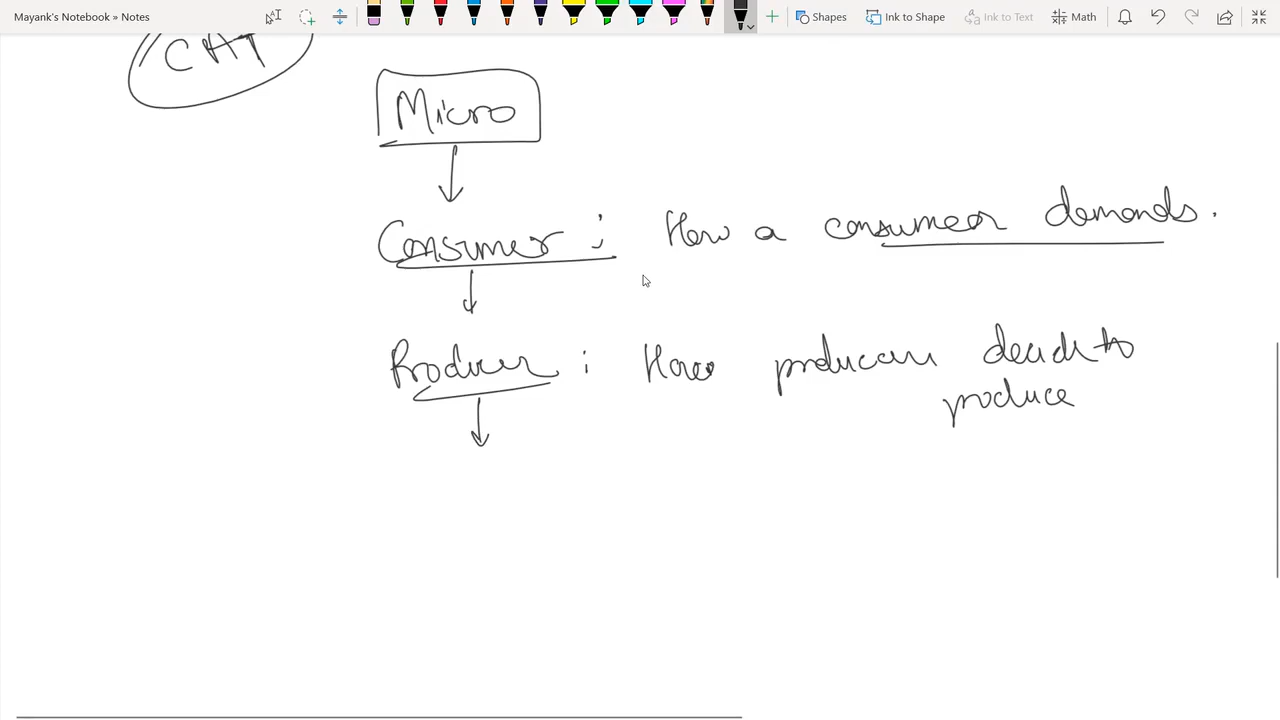 Mayank's Notebook » Notes
Shapes
Ink to Shape
Ink to Text
Math
CHT
Micro
Consumer : How a consumer demands.
Producer : How producer decide to
produce